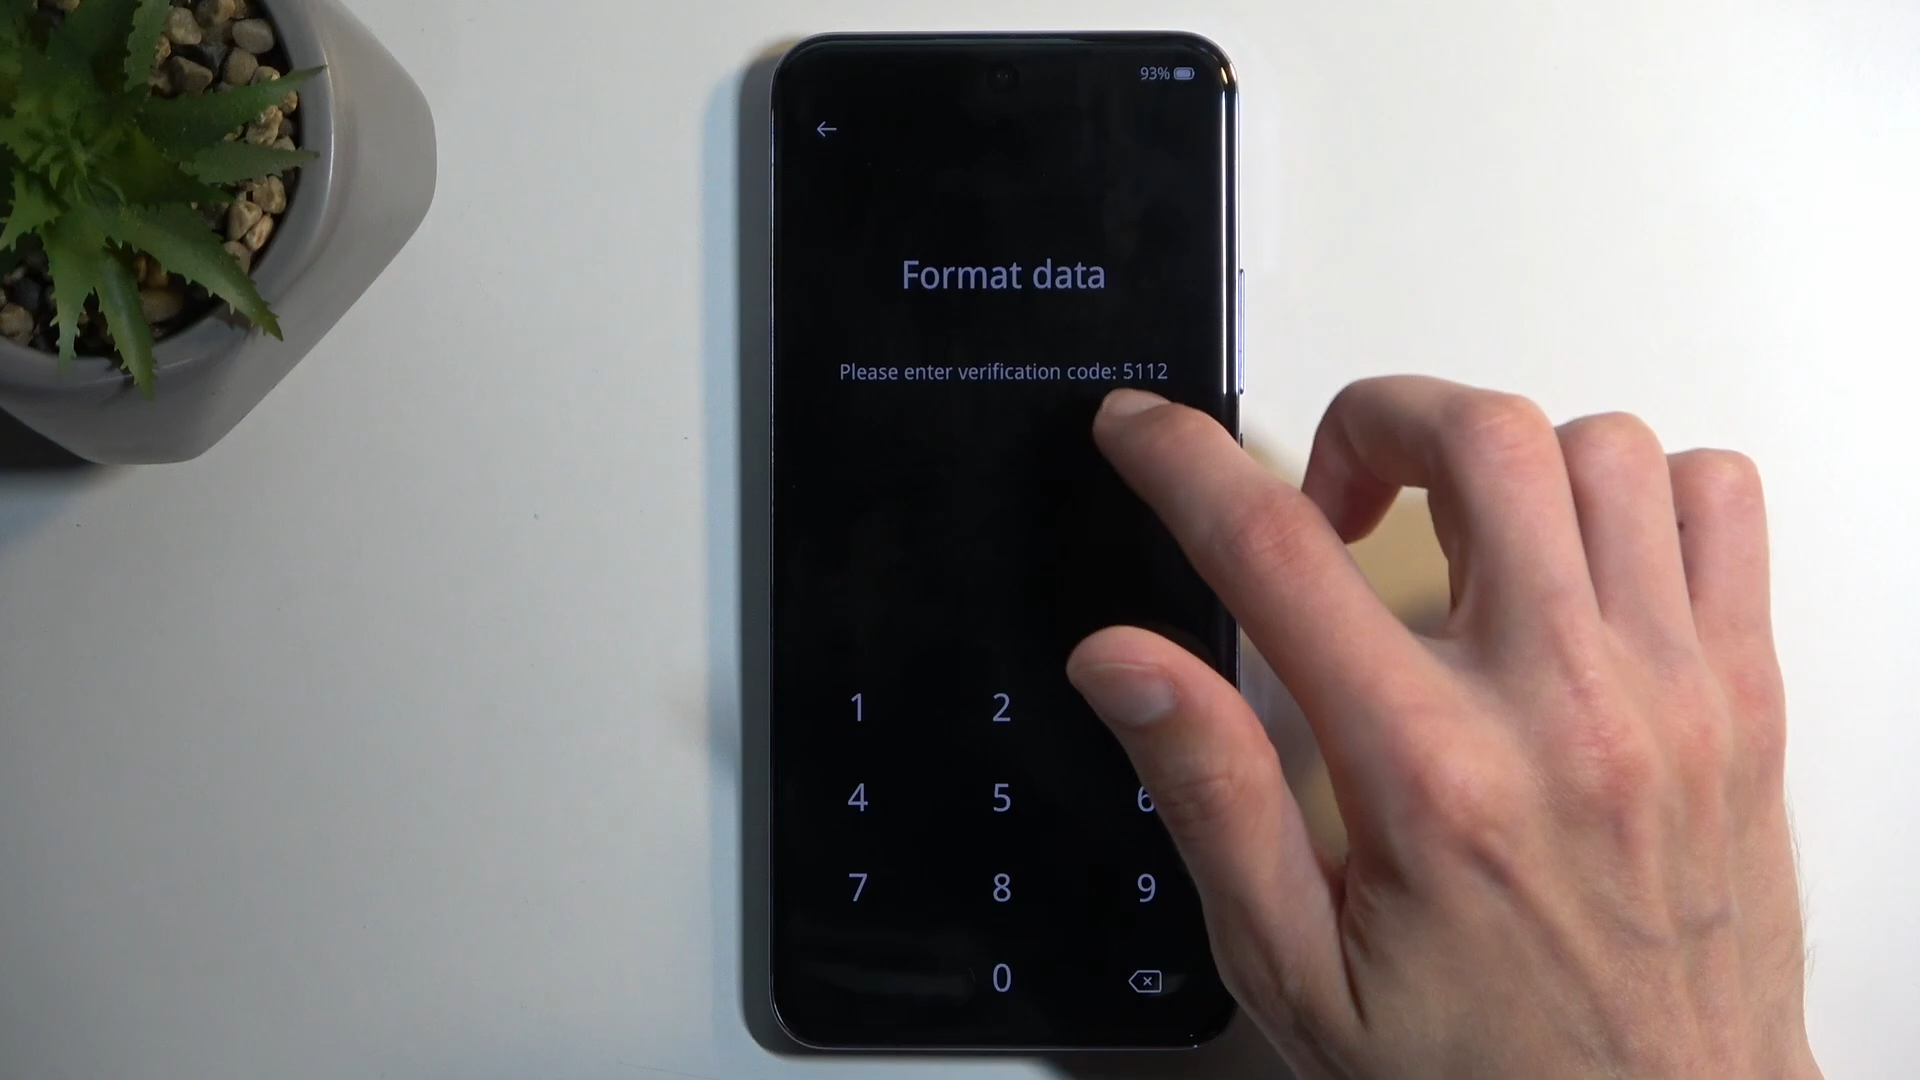 93%
Format data
Please enter verification code: 5112
1 2
4 5 6
7 8 9
0